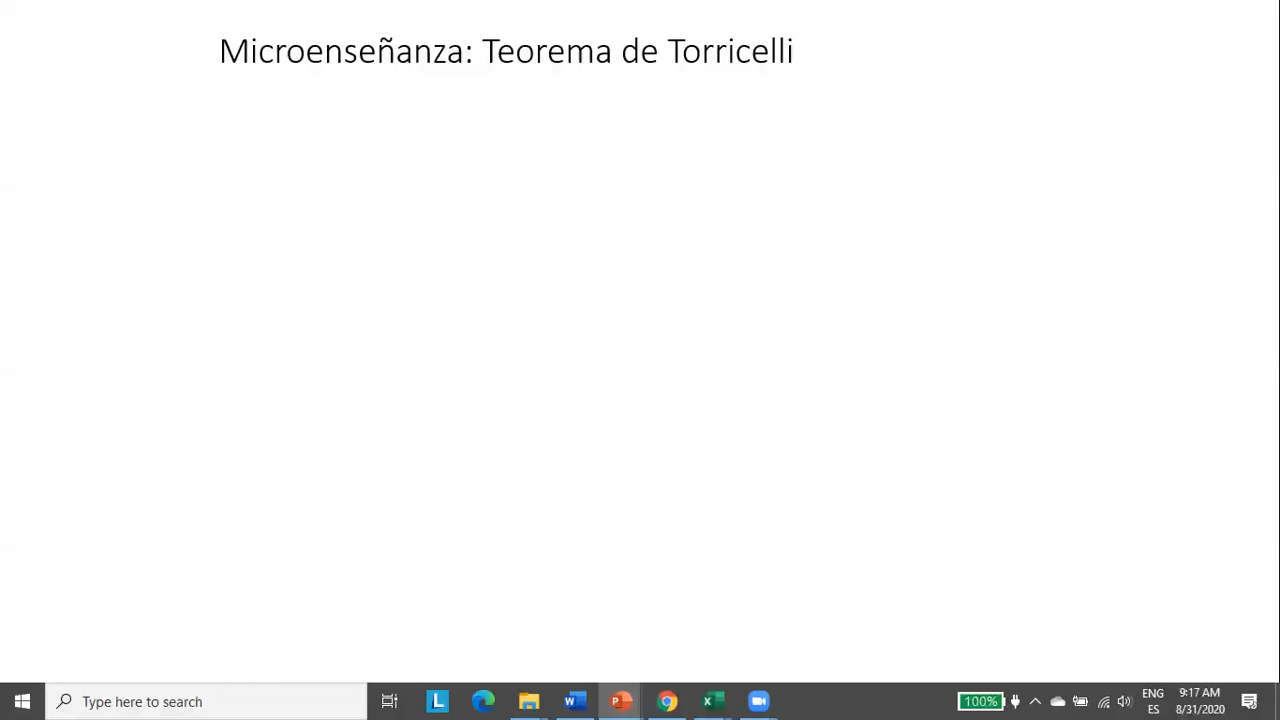 Microenseñanza: Teorema de Torricelli
Type here to search
L
W
P
X
100%
ENG
ES
9:17 AM
8/31/2020